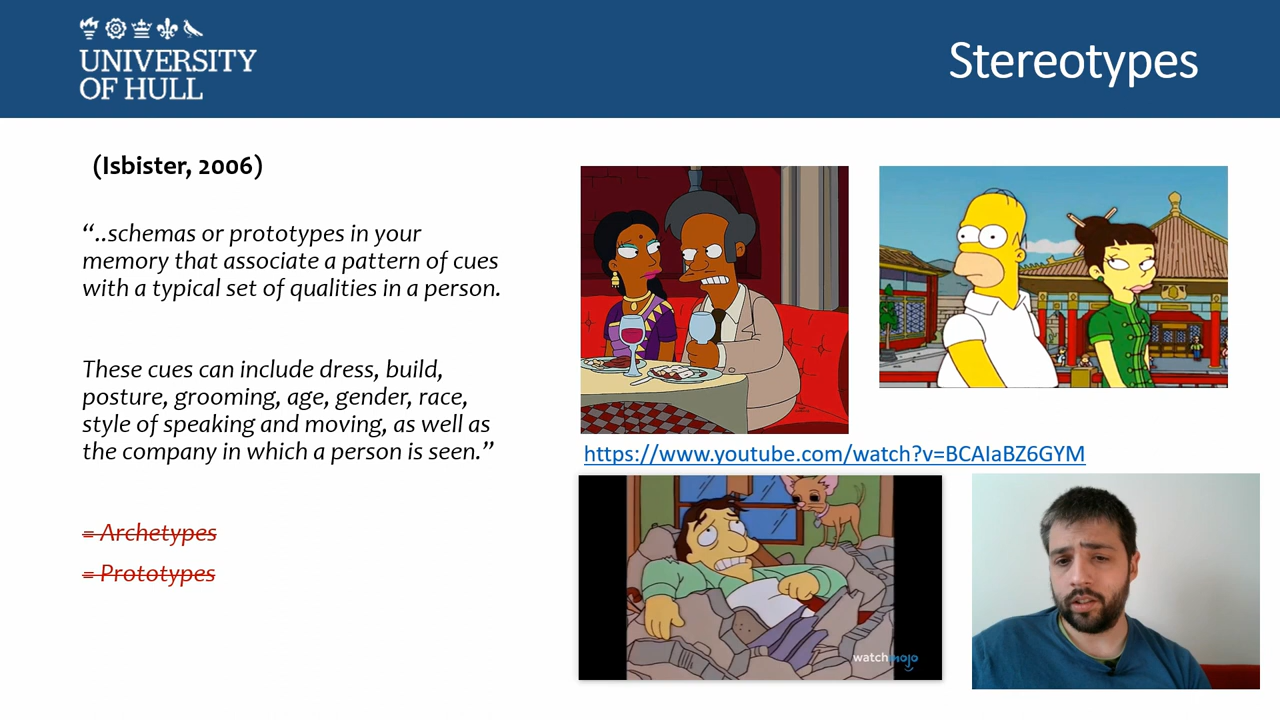 UNIVERSITY
OF HULL
Stereotypes
(Isbister, 2006)
“..schemas or prototypes in your
memory that associate a pattern of cues
with a typical set of qualities in a person.
These cues can include dress, build,
posture, grooming, age, gender, race,
style of speaking and moving, as well as
the company in which a person is seen.”
= Archetypes
= Prototypes
https://www.youtube.com/watch?v=BCAIaBZ6GYM
watchmojo